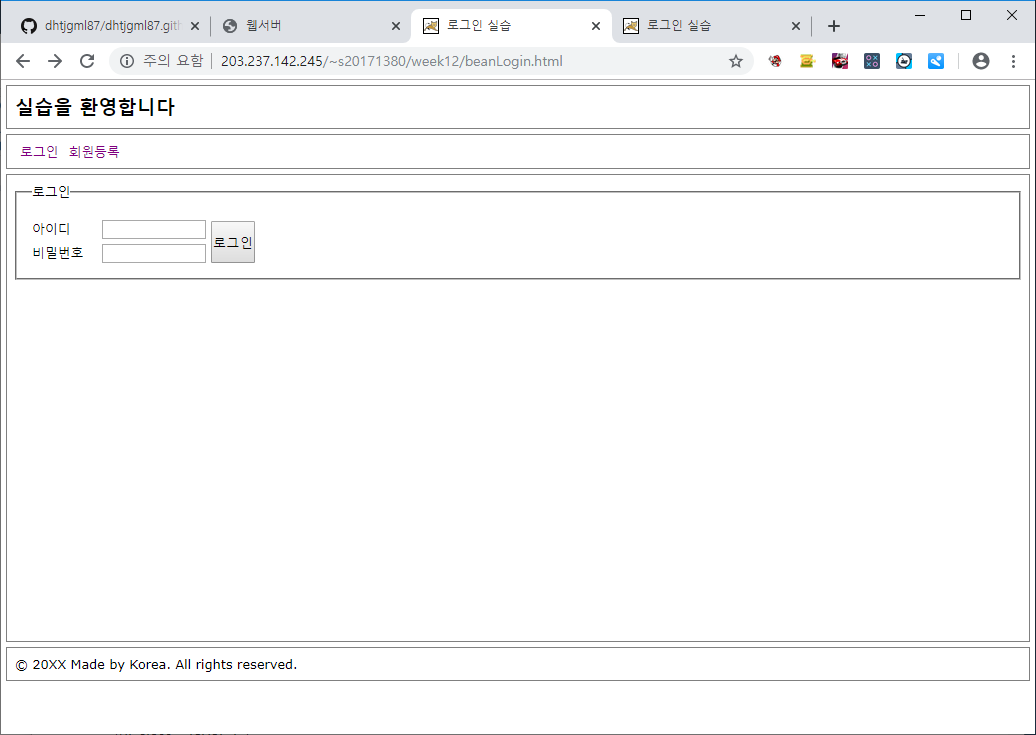 dhtjgml87/dhtjgml87.gith
웹서버
로그인 실습
로그인 실습
주의 요함
203.237.142.245/~s20171380/week12/beanLogin.html
실습을 환영합니다
로그인 회원등록
로그인
아이디
비밀번호
로그인
© 20XX Made by Korea. All rights reserved.